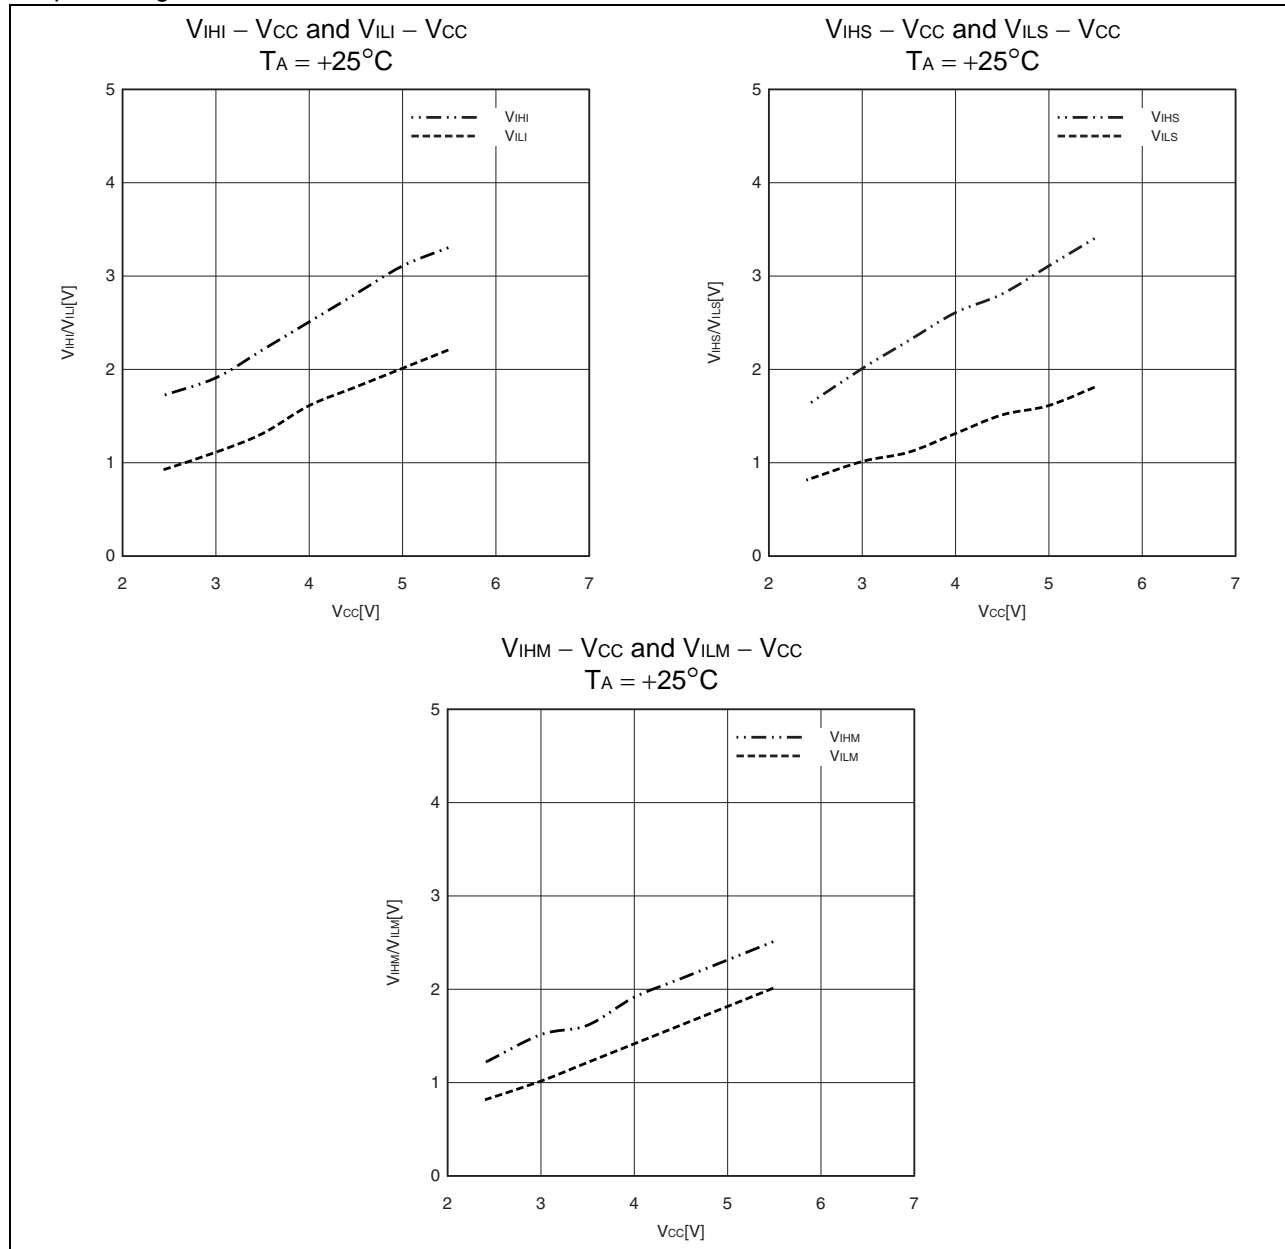 VIHI – VCC and VILI – VCC
TA = +25°C
5
4
3
2
1
0
VIHI/VILI[V]
VIHI
VILI
2 3 4 5 6 7
VCC[V]
VIHS – VCC and VILS – VCC
TA = +25°C
5
4
3
2
1
0
VIHS/VILS[V]
VIHS
VILS
2 3 4 5 6 7
VCC[V]
VIHM – VCC and VILM – VCC
TA = +25°C
5
4
3
2
1
0
VIHM/VILM[V]
VIHM
VILM
2 3 4 5 6 7
VCC[V]